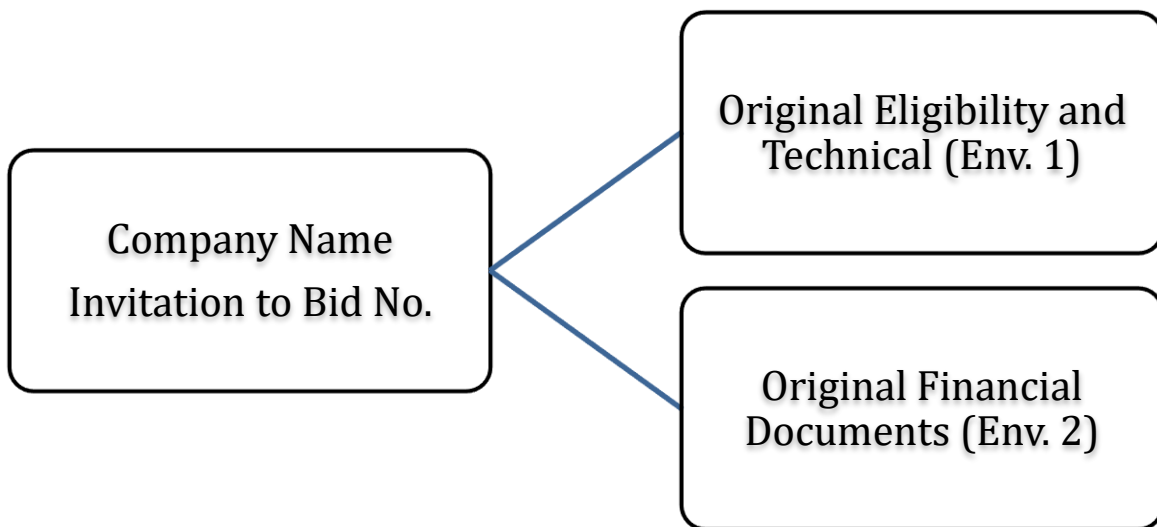 Company Name
Invitation to Bid No.
Original Eligibility and
Technical (Env. 1)
Original Financial
Documents (Env. 2)